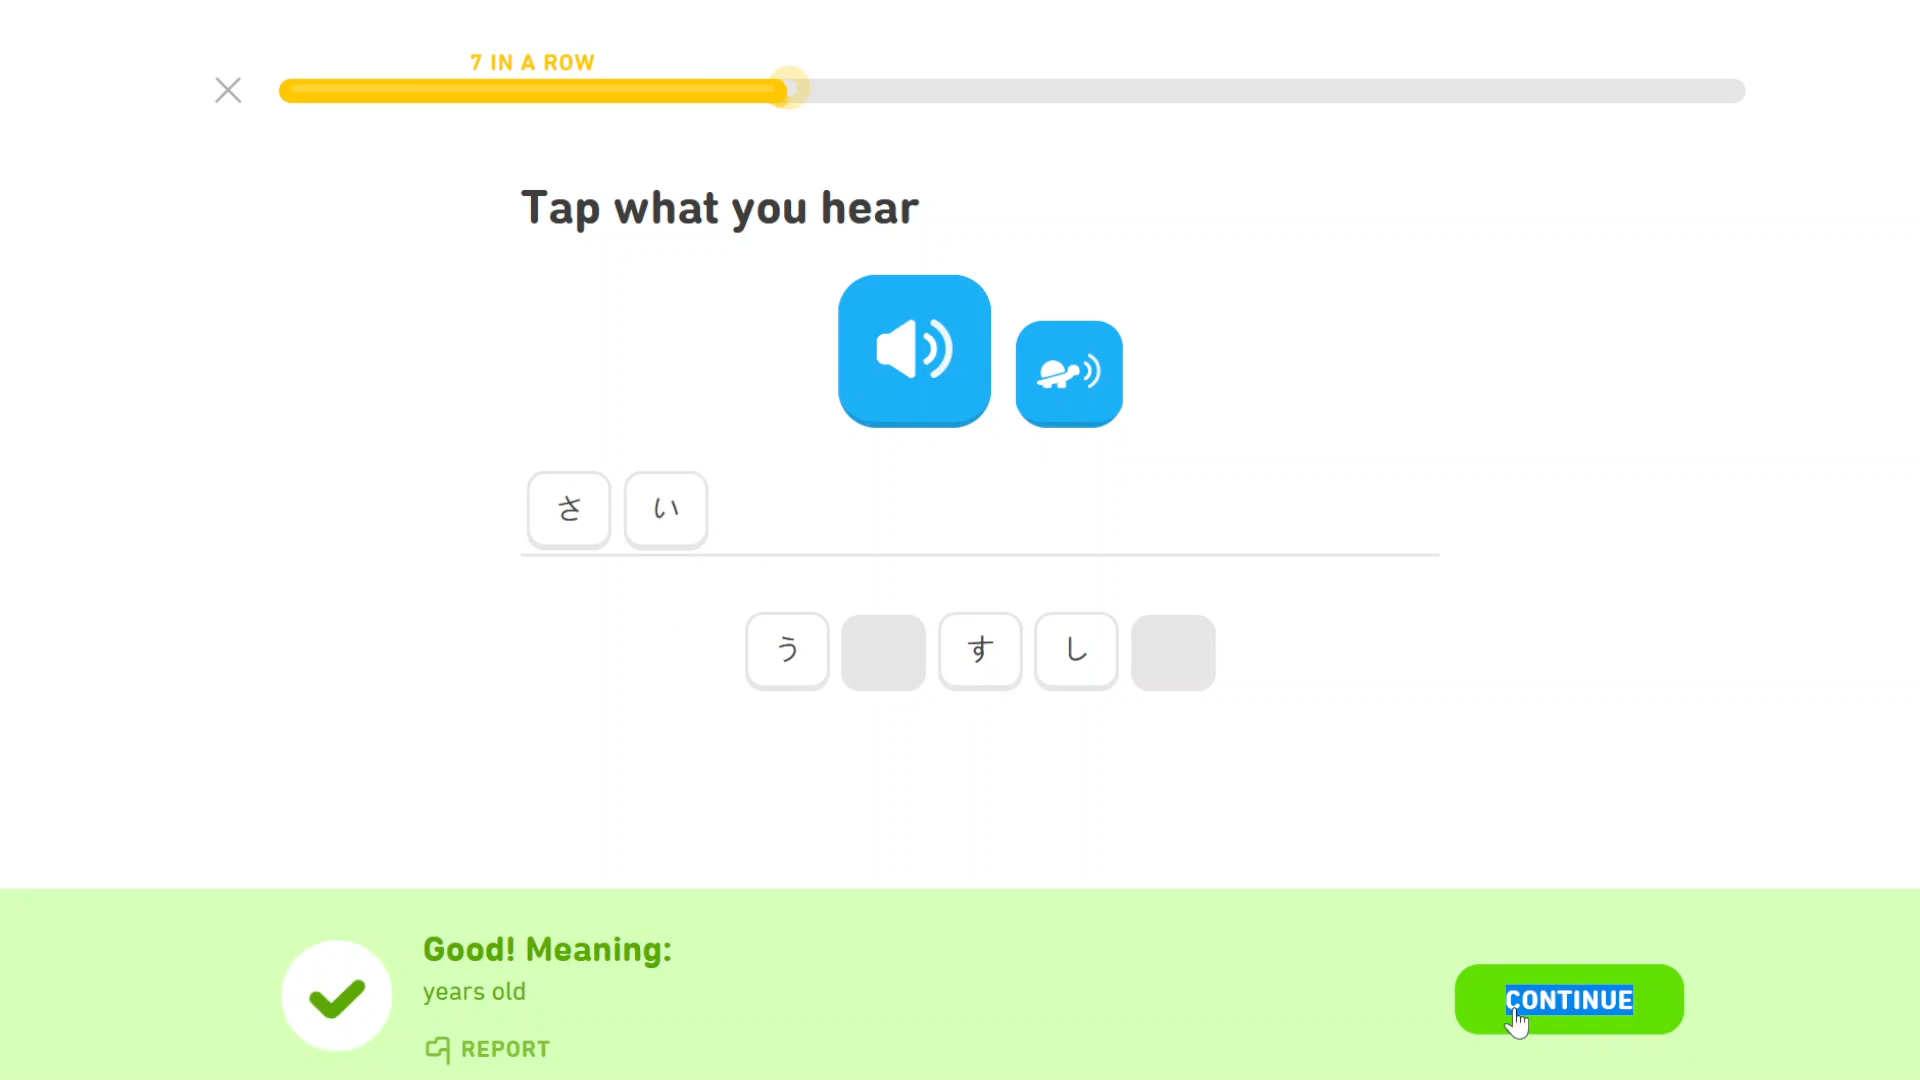 7 IN A ROW
Tap what you hear
さ い
う す し
Good! Meaning:
years old
CONTINUE
REPORT